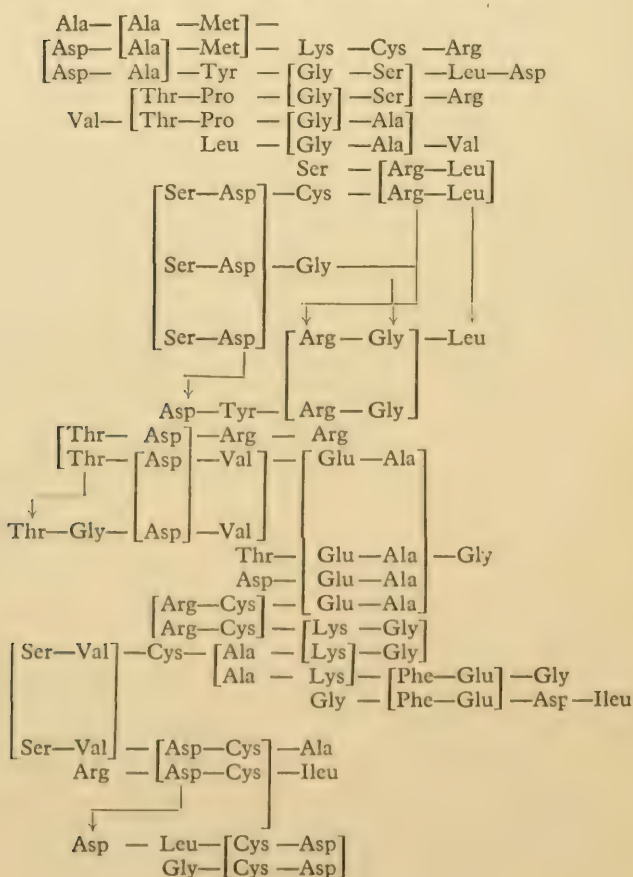 Ala—[Ala —Met]—
[Asp—[Ala]—Met]— Lys —Cys —Arg
[Asp— Ala]—Tyr —[Gly —Ser]—Leu—Asp
[Thr—Pro —[Gly]—Ser]—Arg
Val—[Thr—Pro —[Gly]—Ala]
Leu —[Gly —Ala]—Val
Ser —[Arg—Leu]
[Ser—Asp]—Cys —[Arg—Leu]
Ser—Asp —Gly
Ser—Asp] [Arg—Gly]—Leu
Asp—Tyr—[Arg—Gly]
[Thr— Asp]—Arg — Arg
[Thr—[Asp —Val]—[Glu —Ala]
Thr—Gly—[Asp]—Val]
Thr—Glu —Ala—Gly
Asp—Glu —Ala
[Arg—Cys]—Glu —Ala]
[Arg—Cys]—[Lys —Gly]
[Ser—Val]—Cys—[Ala —[Lys]—Gly]
[Ala — Lys]—[Phe—Glu]—Gly
Gly —[Phe—Glu]—Asp—Ileu
[Ser—Val]—[Asp—Cys]—Ala
Arg —[Asp—Cys —Ileu
Asp — Leu—[Cys —Asp]
Gly—[Cys —Asp]